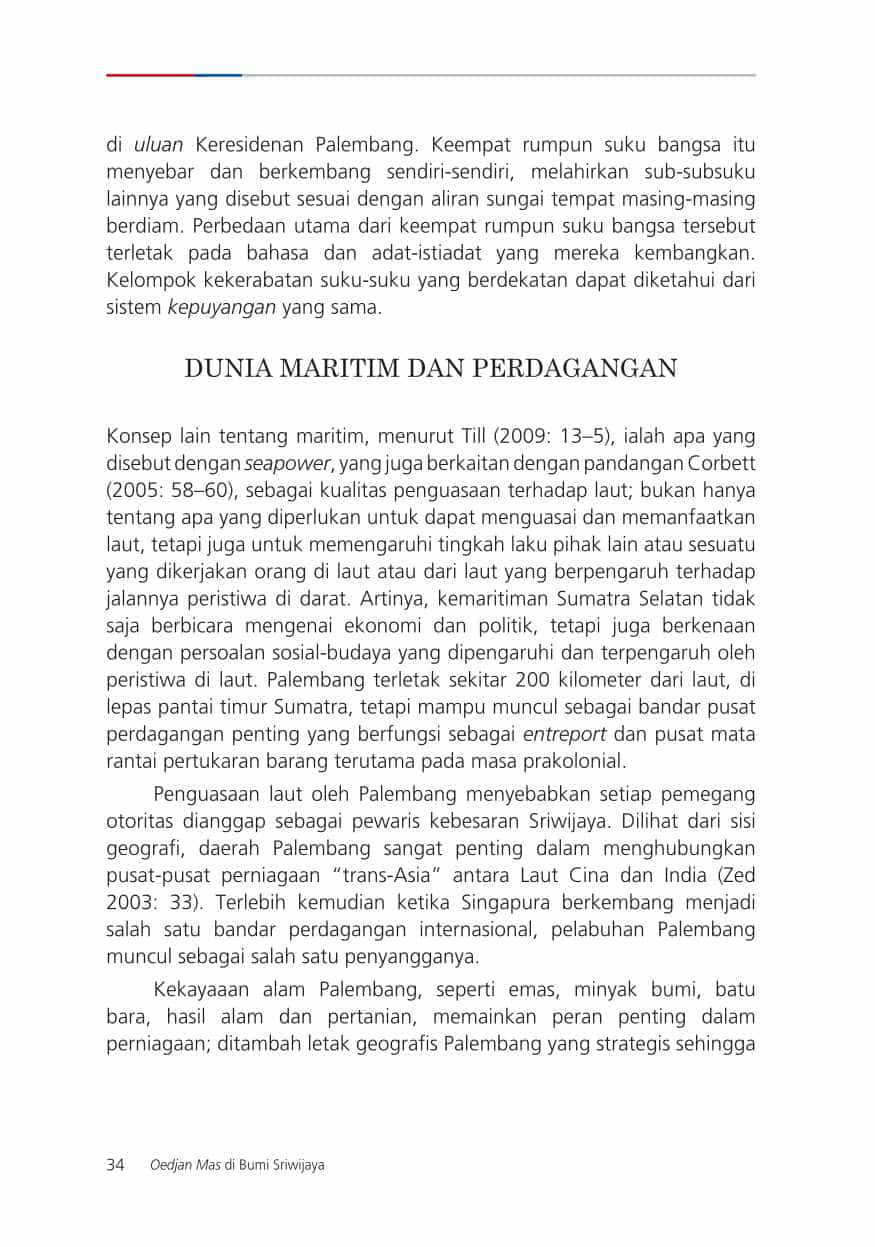 di uluan Keresidenan Palembang. Keempat rumpun suku bangsa itu
menyebar dan berkembang sendiri-sendiri, melahirkan sub-subsuku
lainnya yang disebut sesuai dengan aliran sungai tempat masing-masing
berdiam. Perbedaan utama dari keempat rumpun suku bangsa tersebut
terletak pada bahasa dan adat-istiadat yang mereka kembangkan.
Kelompok kekerabatan suku-suku yang berdekatan dapat diketahui dari
sistem kepuyangan yang sama.
DUNIA MARITIM DAN PERDAGANGAN
Konsep lain tentang maritim, menurut Till (2009: 13–5), ialah apa yang
disebut dengan seapower, yang juga berkaitan dengan pandangan Corbett
(2005: 58–60), sebagai kualitas penguasaan terhadap laut; bukan hanya
tentang apa yang diperlukan untuk dapat menguasai dan memanfaatkan
laut, tetapi juga untuk memengaruhi tingkah laku pihak lain atau sesuatu
yang dikerjakan orang di laut atau dari laut yang berpengaruh terhadap
jalannya peristiwa di darat. Artinya, kemaritiman Sumatra Selatan tidak
saja berbicara mengenai ekonomi dan politik, tetapi juga berkenaan
dengan persoalan sosial-budaya yang dipengaruhi dan terpengaruh oleh
peristiwa di laut. Palembang terletak sekitar 200 kilometer dari laut, di
lepas pantai timur Sumatra, tetapi mampu muncul sebagai bandar pusat
perdagangan penting yang berfungsi sebagai entreport dan pusat mata
rantai pertukaran barang terutama pada masa prakolonial.
Penguasaan laut oleh Palembang menyebabkan setiap pemegang
otoritas dianggap sebagai pewaris kebesaran Sriwijaya. Dilihat dari sisi
geografi, daerah Palembang sangat penting dalam menghubungkan
pusat-pusat perniagaan “trans-Asia” antara Laut Cina dan India (Zed
2003: 33). Terlebih kemudian ketika Singapura berkembang menjadi
salah satu bandar perdagangan internasional, pelabuhan Palembang
muncul sebagai salah satu penyangganya.
Kekayaaan alam Palembang, seperti emas, minyak bumi, batu
bara, hasil alam dan pertanian, memainkan peran penting dalam
perniagaan; ditambah letak geografis Palembang yang strategis sehingga
34 Oedjan Mas di Bumi Sriwijaya